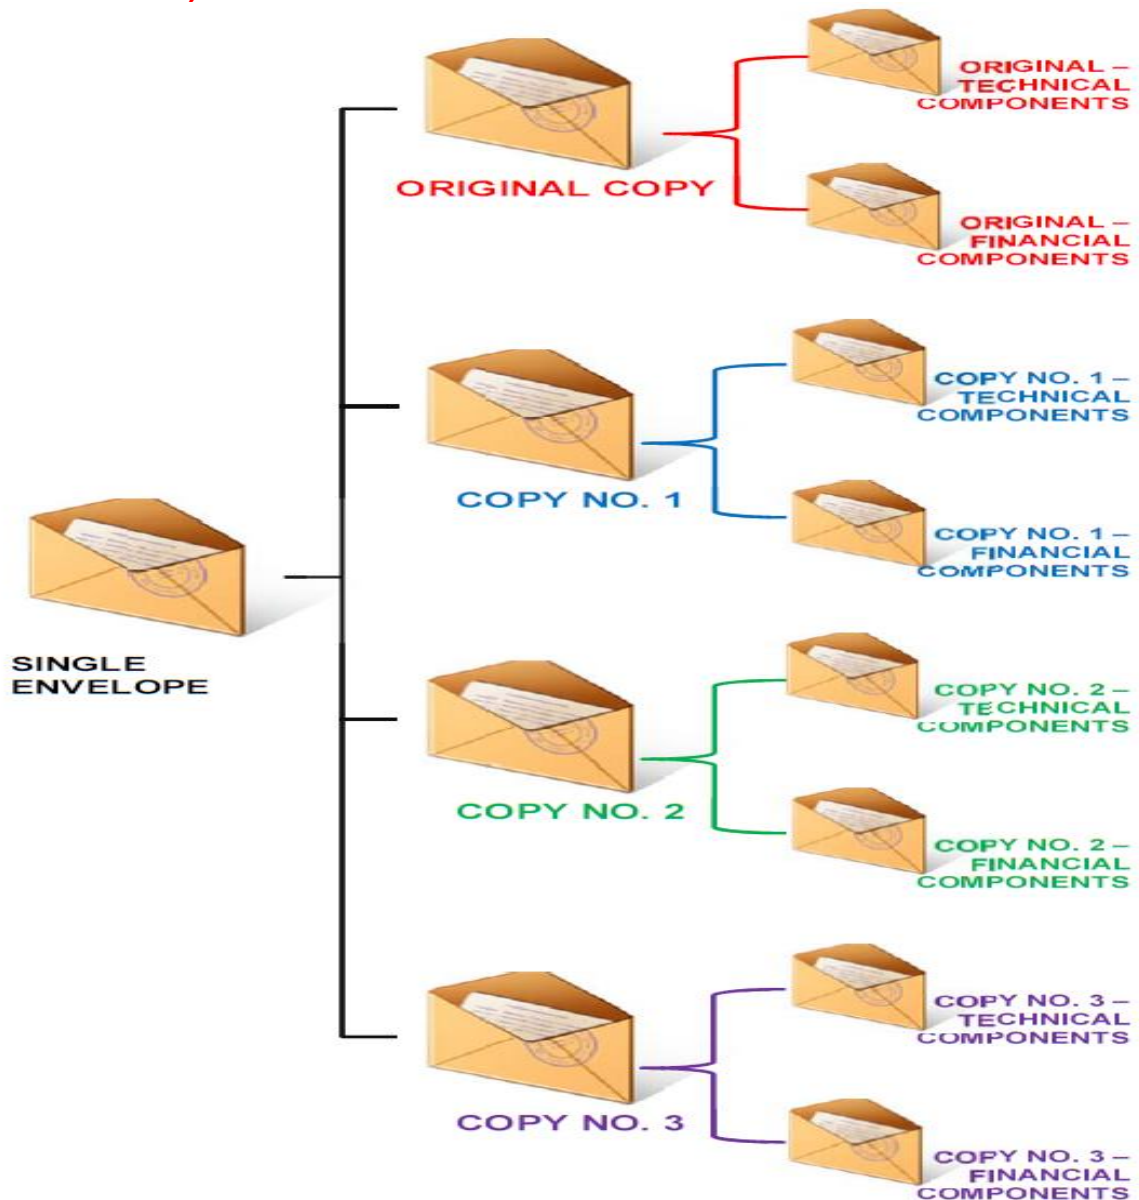 ORIGINAL –
TECHNICAL
COMPONENTS
ORIGINAL COPY
ORIGINAL –
FINANCIAL
COMPONENTS
COPY NO. 1 –
TECHNICAL
COMPONENTS
COPY NO. 1
COPY NO. 1 –
FINANCIAL
COMPONENTS
SINGLE
ENVELOPE
COPY NO. 2 –
TECHNICAL
COMPONENTS
COPY NO. 2
COPY NO. 2 –
FINANCIAL
COMPONENTS
COPY NO. 3 –
TECHNICAL
COMPONENTS
COPY NO. 3
COPY NO. 3 –
FINANCIAL
COMPONENTS